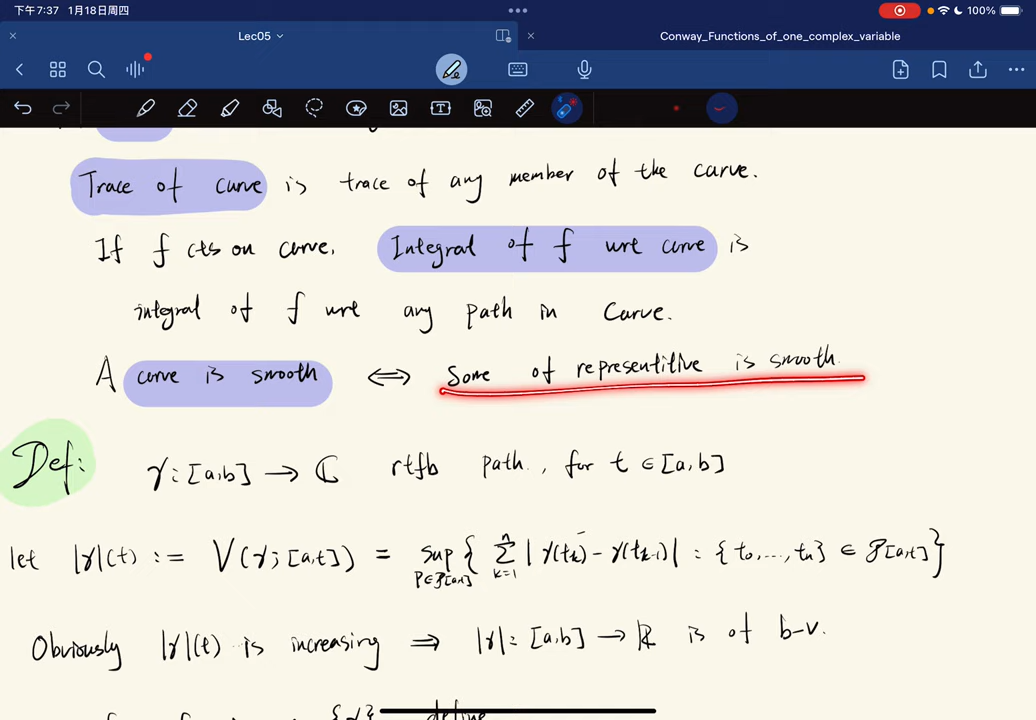 下午7:37 1月18日周四
100%
Lec05
Conway_Functions_of_one_complex_variable
Trace of curve is trace of any member of the curve.
If f cts on curve, Integral of f wrt curve is
integral of f wrt any path in curve.
A curve is smooth ⟺ Some of representitive is smooth.
Def: γ: [a,b] → ℂ rtfb path, for t ∈ [a,b]
let |γ|(t) := V(γ; [a,t]) = sup_{P∈𝒫[a,t]} { ∑_{k=1}^{n} | γ(t_k) − γ(t_{k-1}) | : {t_0, ..., t_n} ∈ 𝒫[a,t] }
Obviously |γ|(t) is increasing ⟹ |γ|: [a,b] → ℝ is of b-v.
define